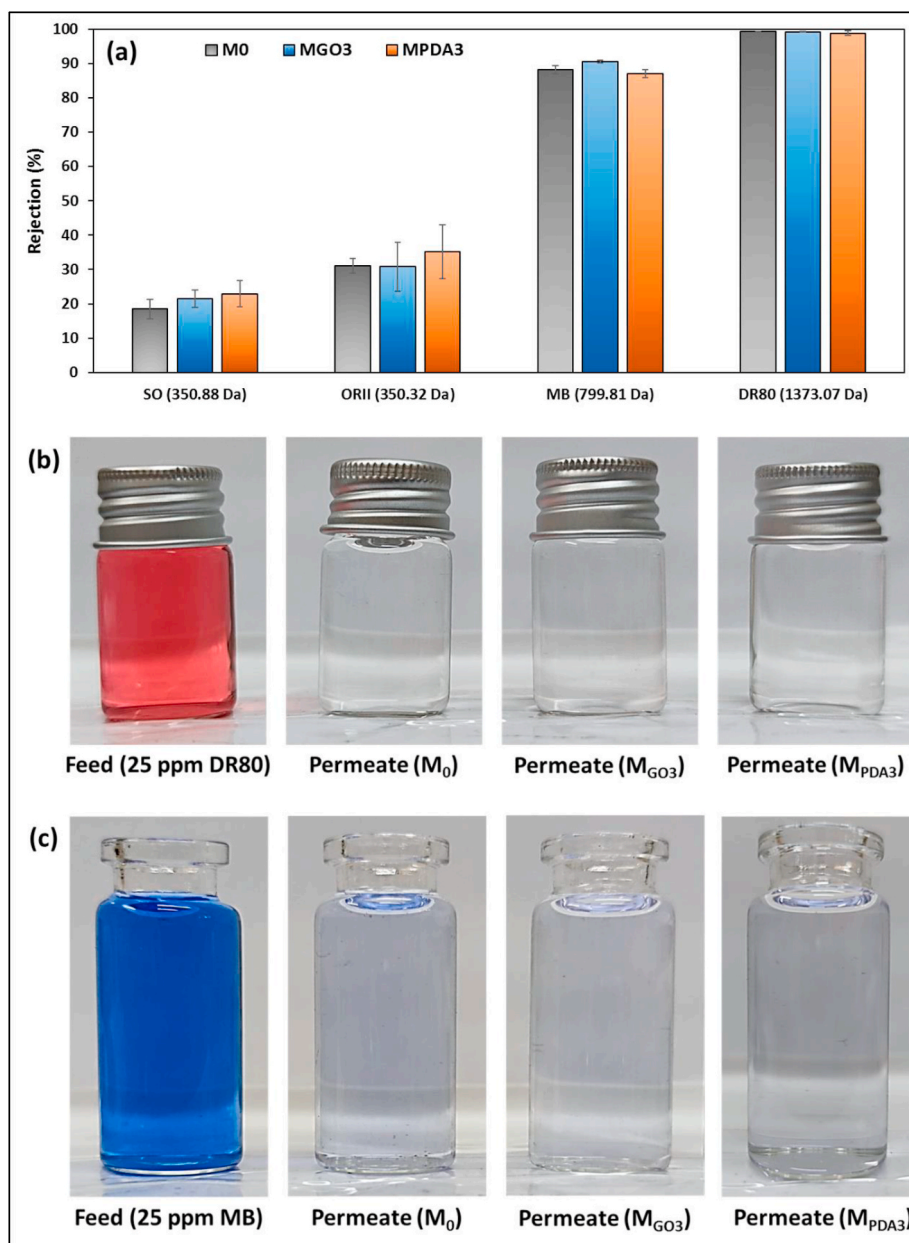 (a)
M0 MGO3 MPDA3
Rejection (%)
100
90
80
70
60
50
40
30
20
10
0
SO (350.88 Da) ORII (350.32 Da) MB (799.81 Da) DR80 (1373.07 Da)
(b)
Feed (25 ppm DR80) Permeate (M0) Permeate (MGO3) Permeate (MPDA3)
(c)
Feed (25 ppm MB) Permeate (M0) Permeate (MGO3) Permeate (MPDA3)